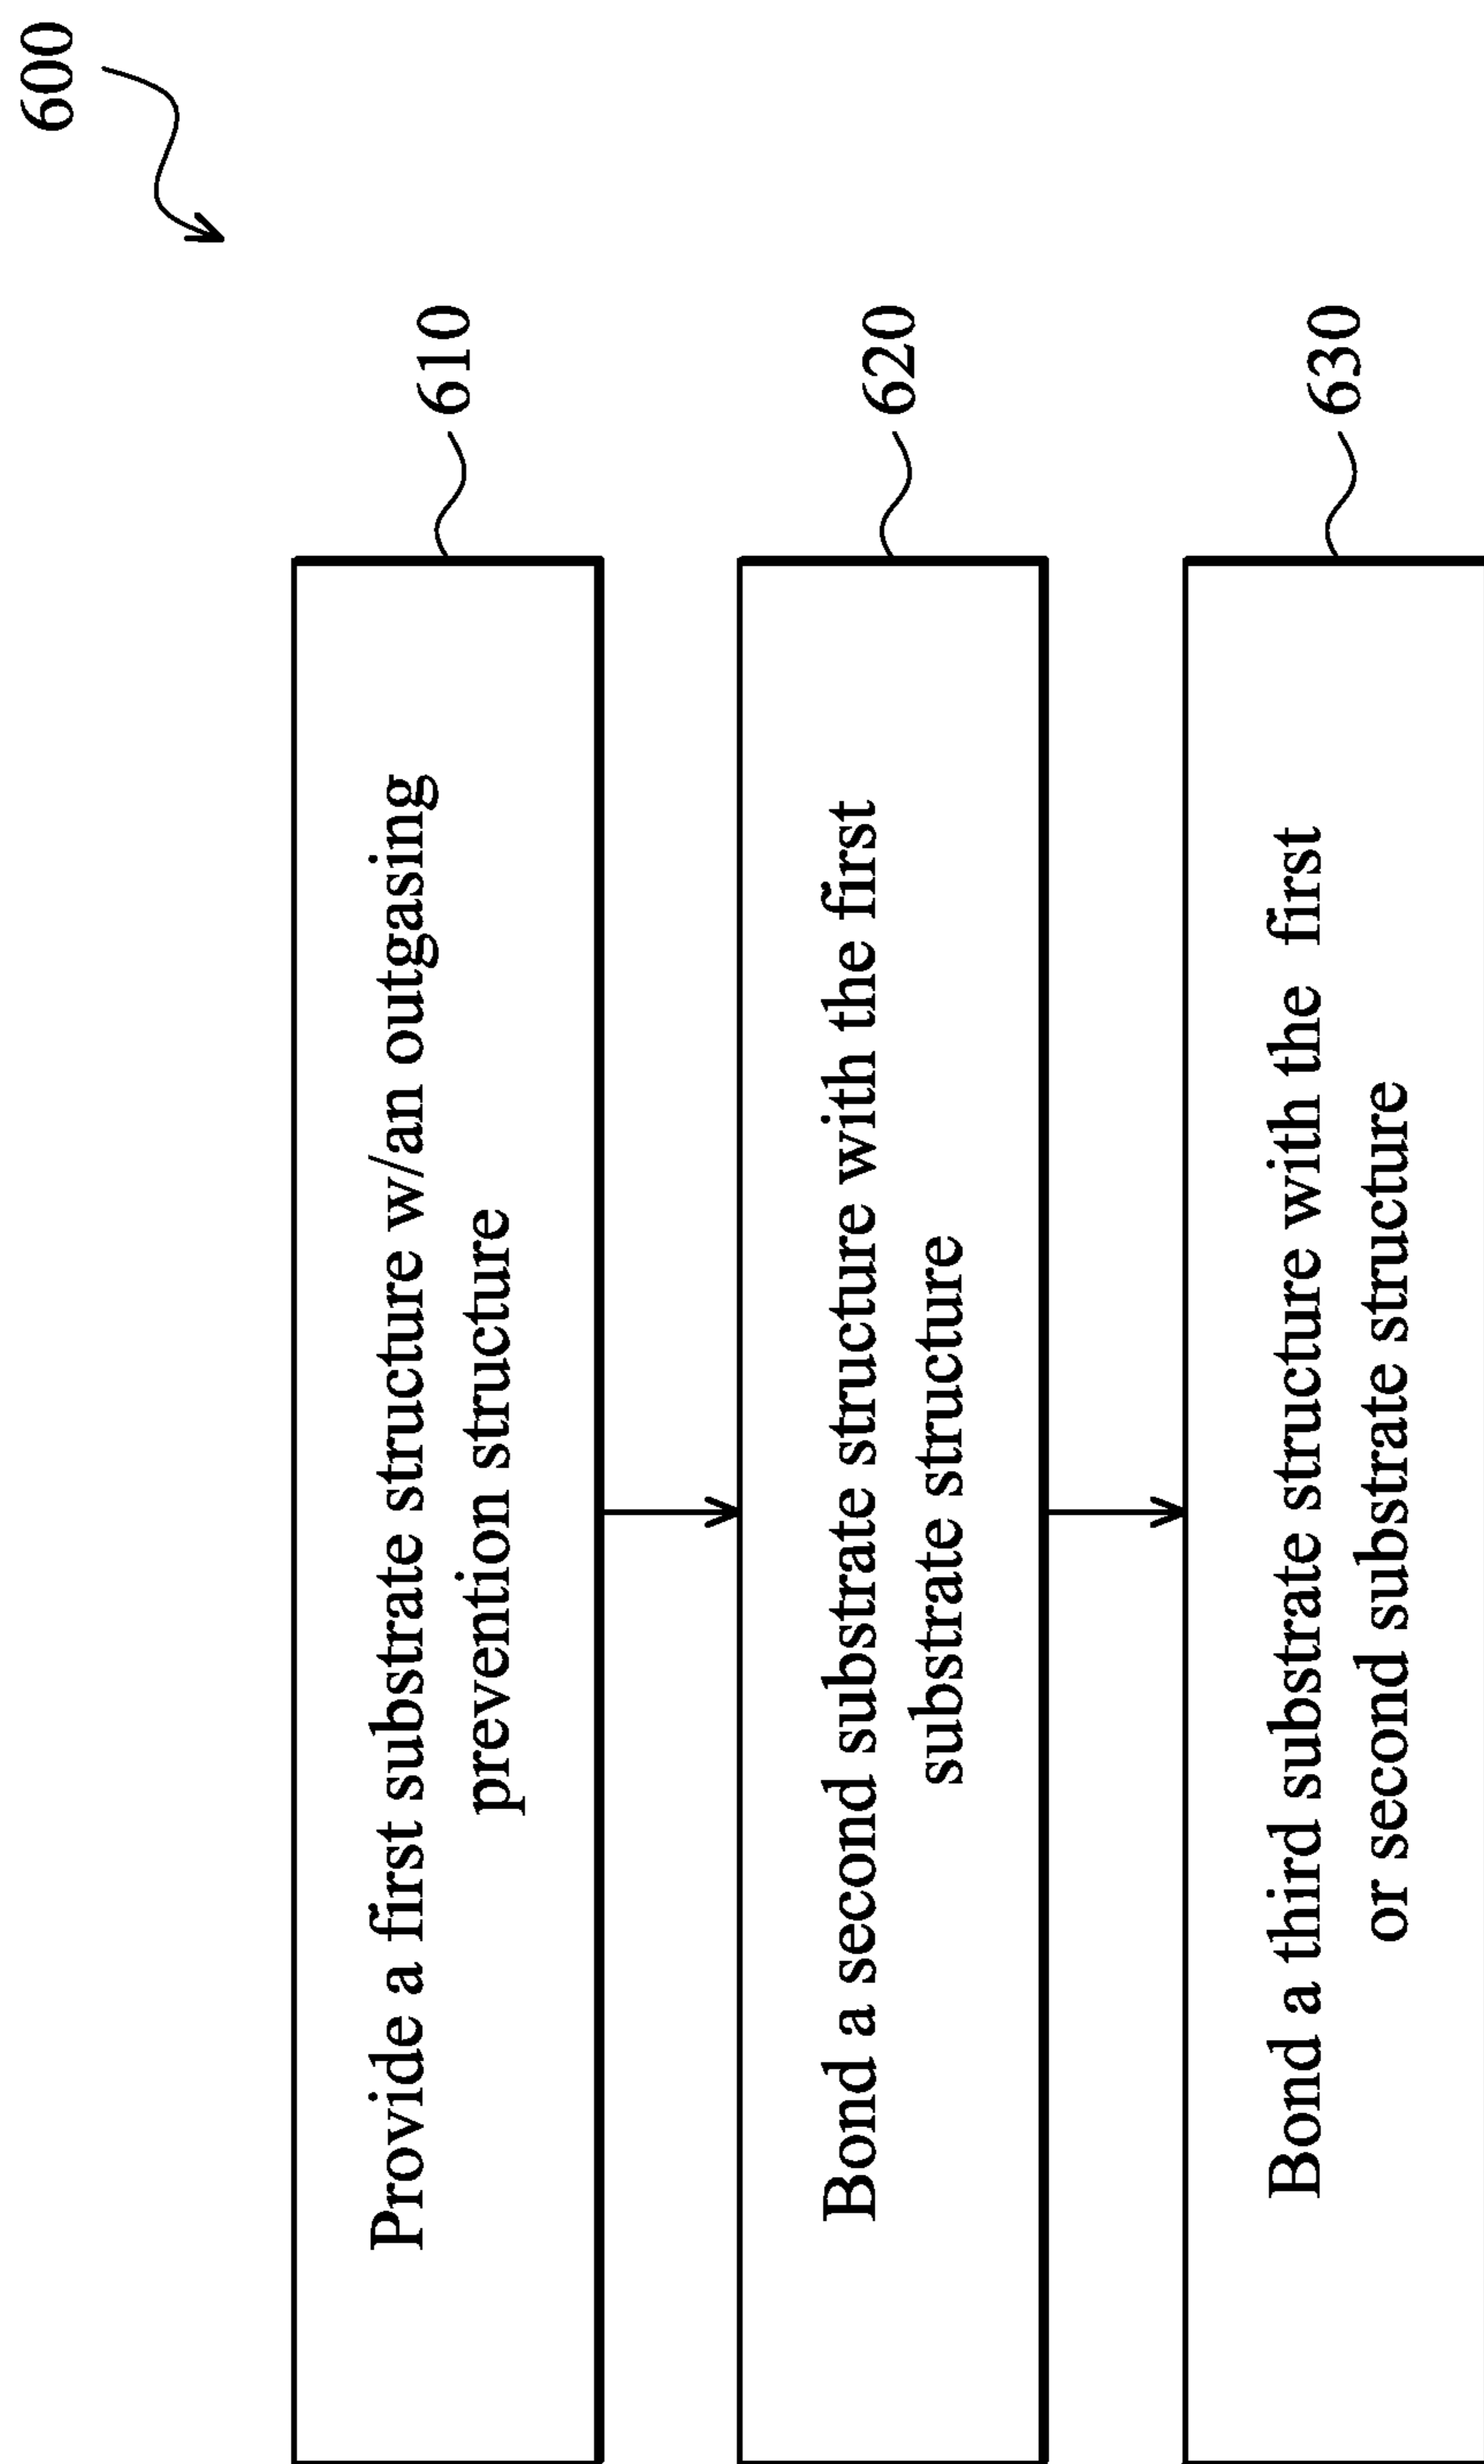 600
Provide a first substrate structure w/an outgasing
prevention structure
610
Bond a second substrate structure with the first
substrate structure
620
Bond a third substrate structure with the first
or second substrate structure
630